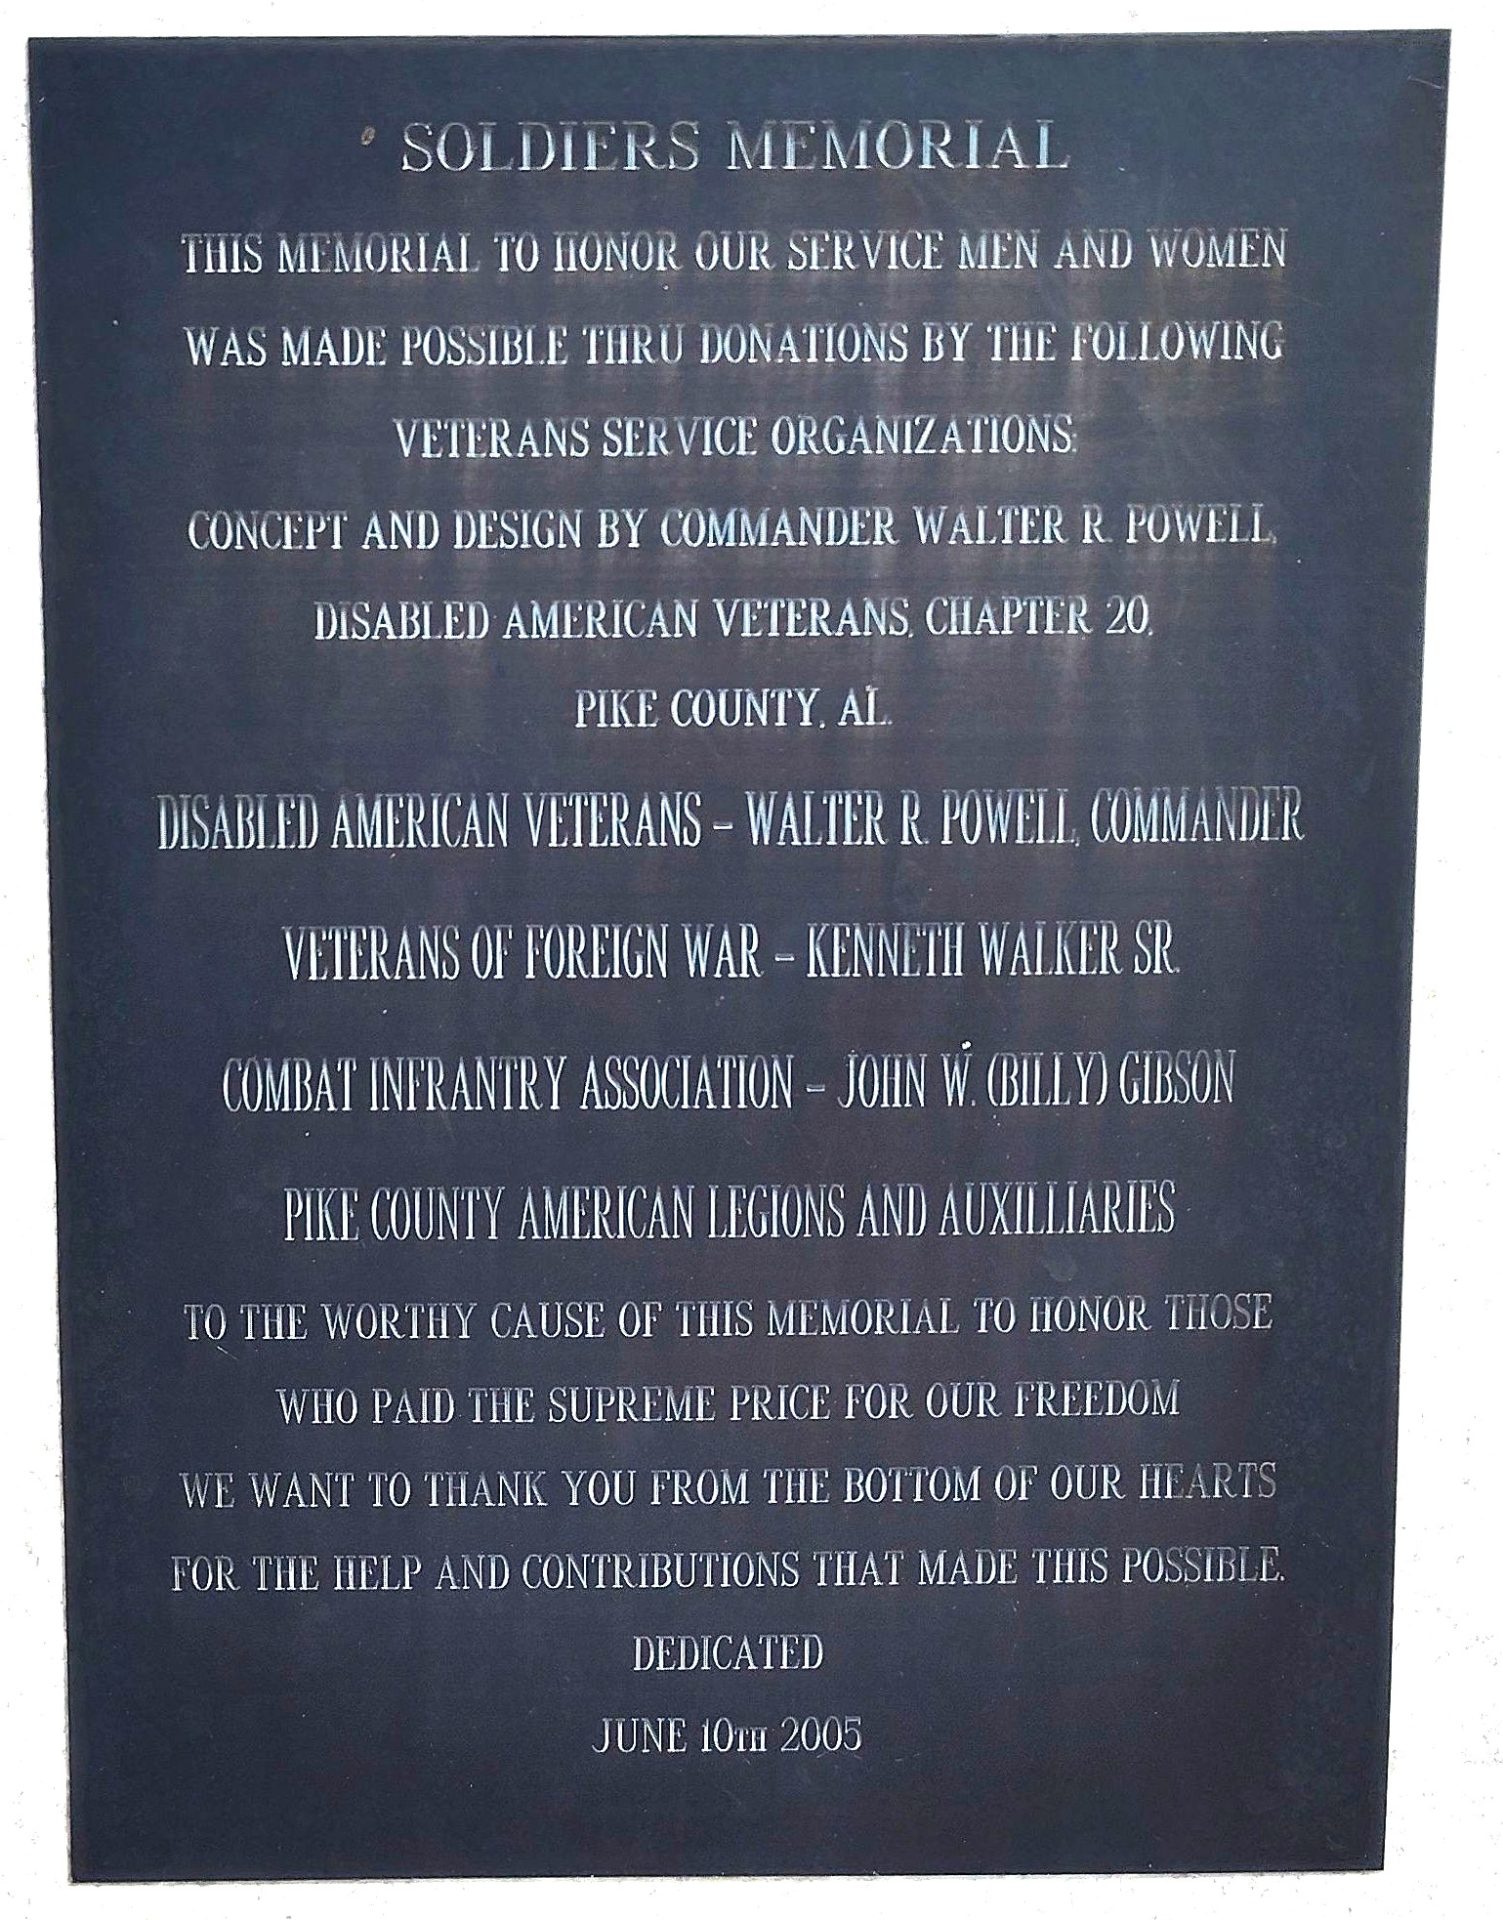 SOLDIERS MEMORIAL
THIS MEMORIAL TO HONOR OUR SERVICE MEN AND WOMEN
WAS MADE POSSIBLE THRU DONATIONS BY THE FOLLOWING
VETERANS SERVICE ORGANIZATIONS:
CONCEPT AND DESIGN BY COMMANDER WALTER R. POWELL,
DISABLED AMERICAN VETERANS, CHAPTER 20,
PIKE COUNTY, AL.
DISABLED AMERICAN VETERANS – WALTER R. POWELL, COMMANDER
VETERANS OF FOREIGN WAR – KENNETH WALKER SR.
COMBAT INFRANTRY ASSOCIATION – JOHN W. (BILLY) GIBSON
PIKE COUNTY AMERICAN LEGIONS AND AUXILLIARIES
TO THE WORTHY CAUSE OF THIS MEMORIAL TO HONOR THOSE
WHO PAID THE SUPREME PRICE FOR OUR FREEDOM
WE WANT TO THANK YOU FROM THE BOTTOM OF OUR HEARTS
FOR THE HELP AND CONTRIBUTIONS THAT MADE THIS POSSIBLE.
DEDICATED
JUNE 10TH 2005